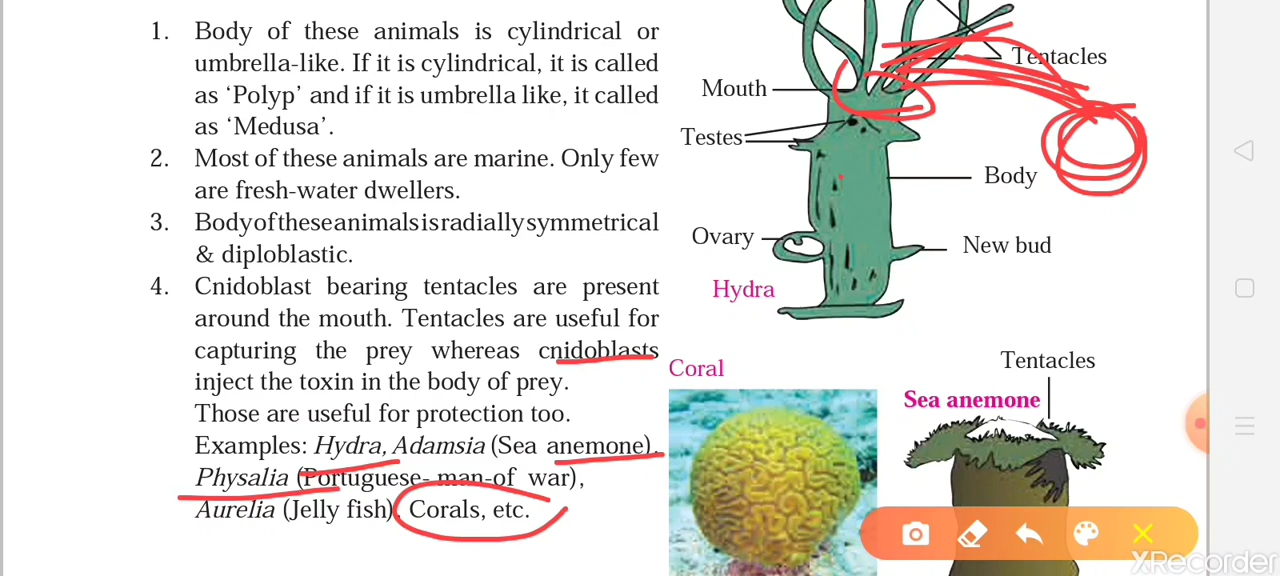 1. Body of these animals is cylindrical or
umbrella-like. If it is cylindrical, it is called
as ‘Polyp’ and if it is umbrella like, it called
as ‘Medusa’.
2. Most of these animals are marine. Only few
are fresh-water dwellers.
3. Body of these animals is radially symmetrical
& diploblastic.
4. Cnidoblast bearing tentacles are present
around the mouth. Tentacles are useful for
capturing the prey whereas cnidoblasts
inject the toxin in the body of prey.
Those are useful for protection too.
Examples: Hydra, Adamsia (Sea anemone),
Physalia (Portuguese- man-of war),
Aurelia (Jelly fish), Corals, etc.
Tentacles
Mouth
Testes
Body
Ovary
New bud
Hydra
Coral
Tentacles
Sea anemone
XRecorder